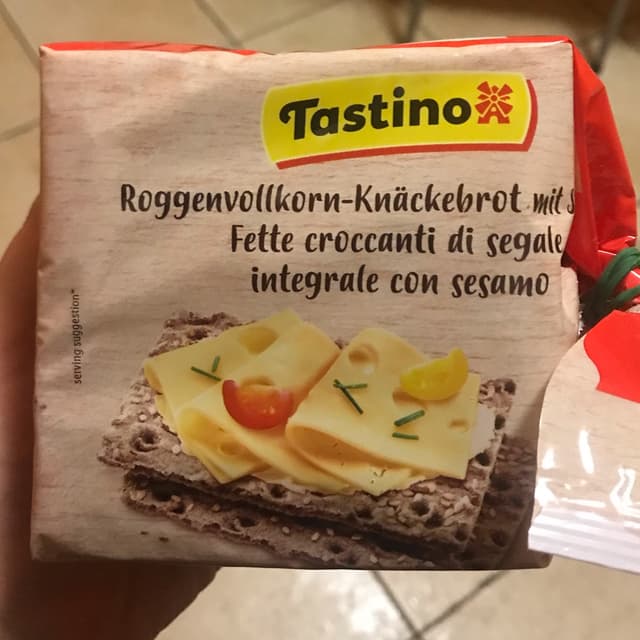 Tastino
Roggenvollkorn-Knäckebrot mit
Fette croccanti di segale
integrale con sesamo
serving suggestion*